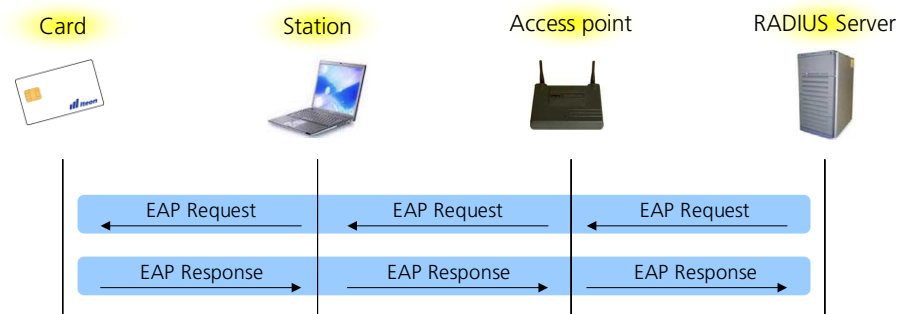 Card
Station
Access point
RADIUS Server
EAP Request
EAP Request
EAP Request
EAP Response
EAP Response
EAP Response